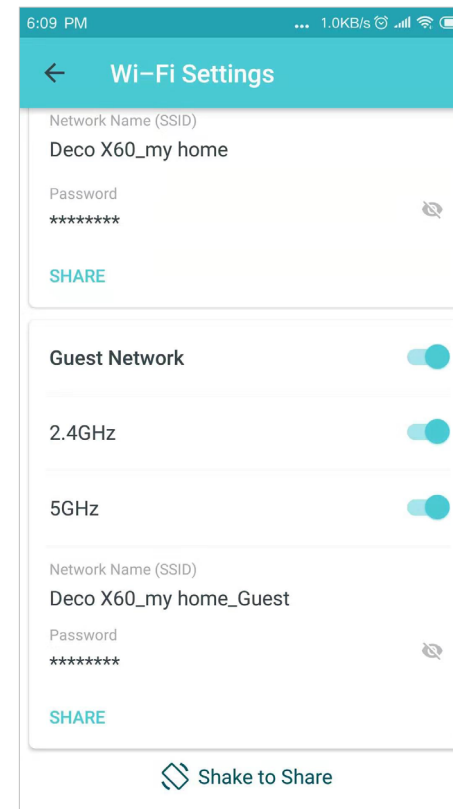 6:09 PM ... 1.0KB/s
Wi-Fi Settings
Network Name (SSID)
Deco X60_my home
Password
********
SHARE
Guest Network
2.4GHz
5GHz
Network Name (SSID)
Deco X60_my home_Guest
Password
********
SHARE
Shake to Share